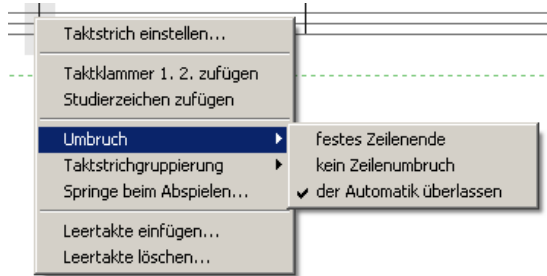 Taktstrich einstellen...
Taktklammer 1. 2. zufügen
Studierzeichen zufügen
Umbruch
festes Zeilenende
Taktstrichgruppierung
kein Zeilenumbruch
Springe beim Abspielen...
der Automatik überlassen
Leertakte einfügen...
Leertakte löschen...